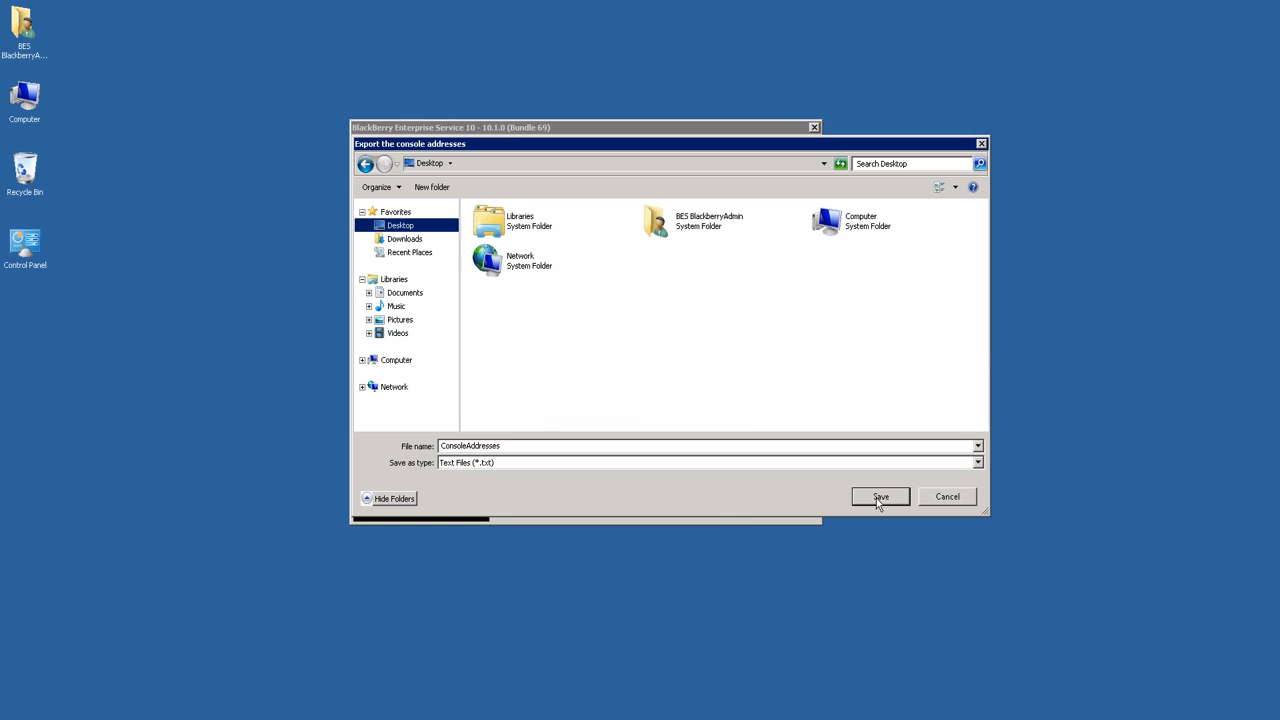 BES
BlackberryA...
Computer
Recycle Bin
Control Panel
BlackBerry Enterprise Service 10 - 10.1.0 (Bundle 69)
Export the console addresses
Desktop
Search Desktop
Organize
New folder
Favorites
Desktop
Downloads
Recent Places
Libraries
Documents
Music
Pictures
Videos
Computer
Network
Libraries
System Folder
BES BlackberryAdmin
System Folder
Computer
System Folder
Network
System Folder
File name: ConsoleAddresses
Save as type: Text Files (*.txt)
Hide Folders
Save
Cancel